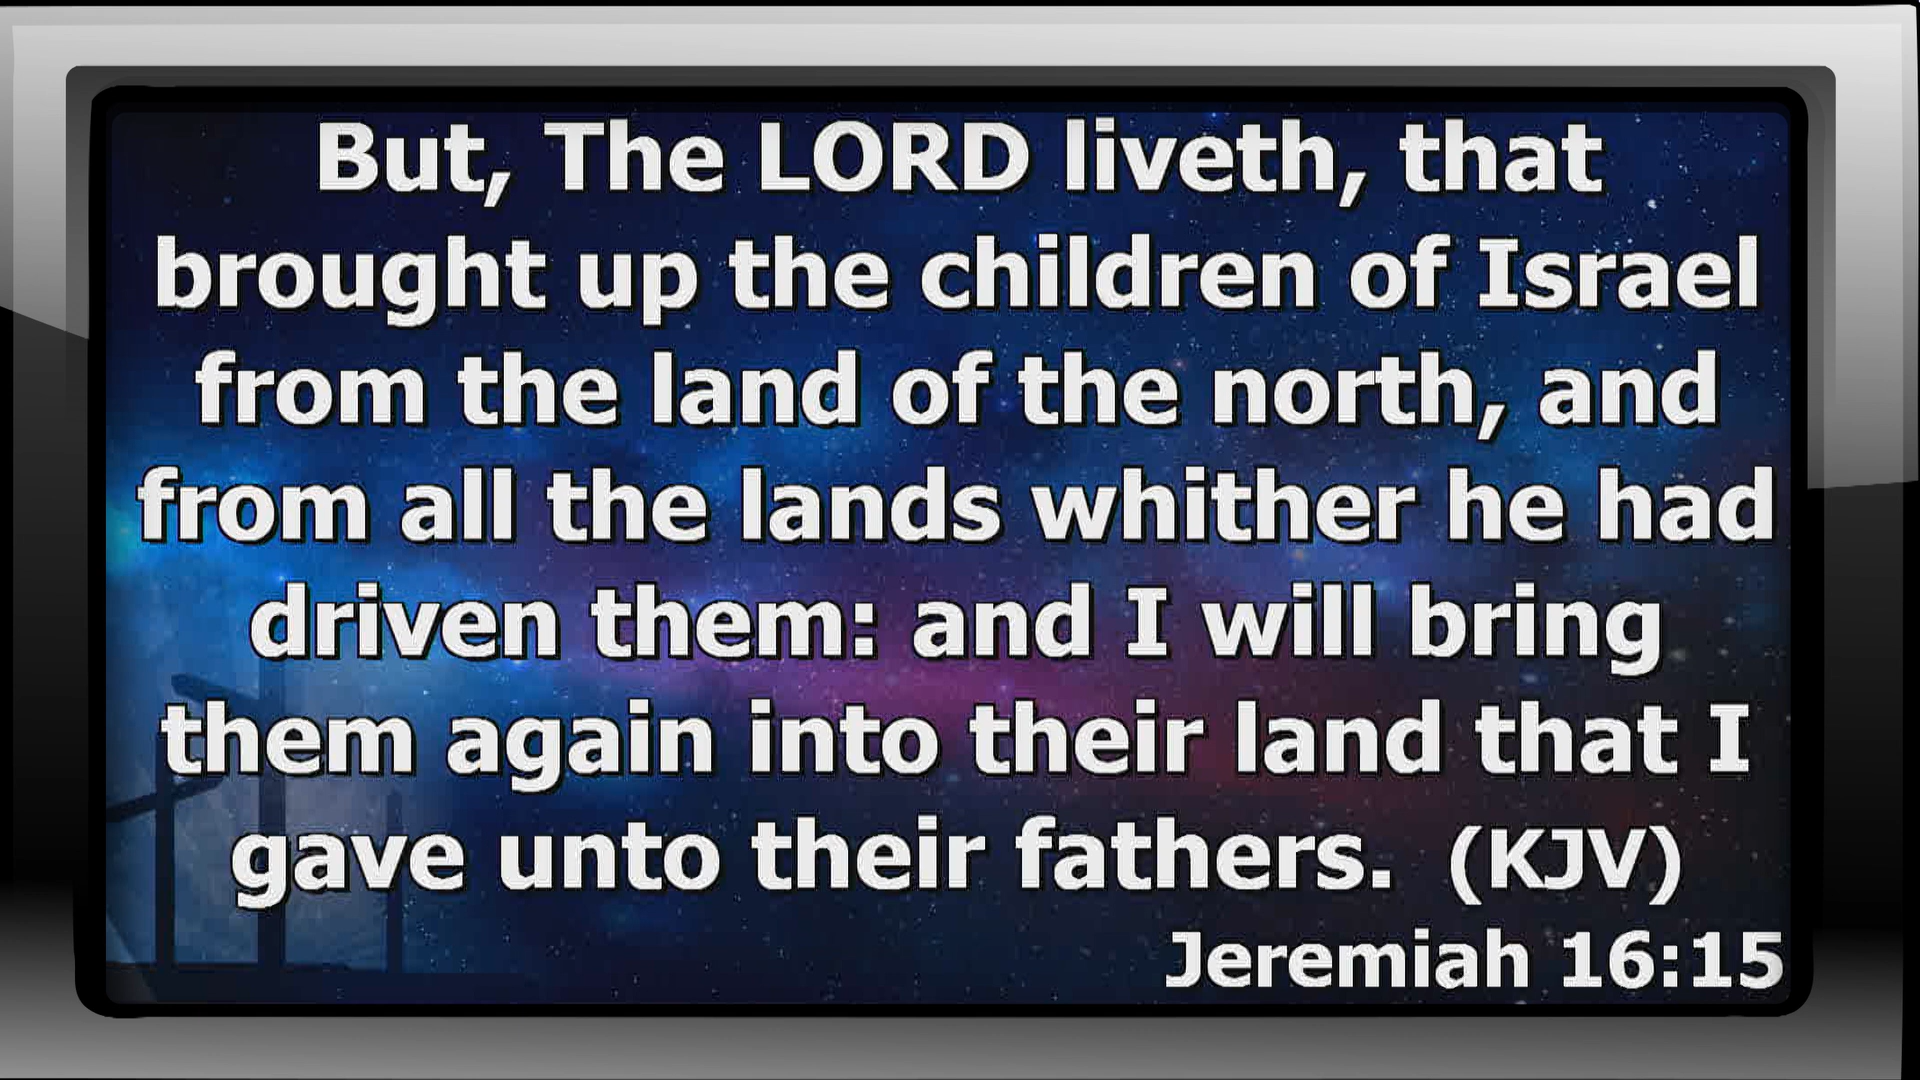 But, The LORD liveth, that
brought up the children of Israel
from the land of the north, and
from all the lands whither he had
driven them: and I will bring
them again into their land that I
gave unto their fathers. (KJV)
Jeremiah 16:15